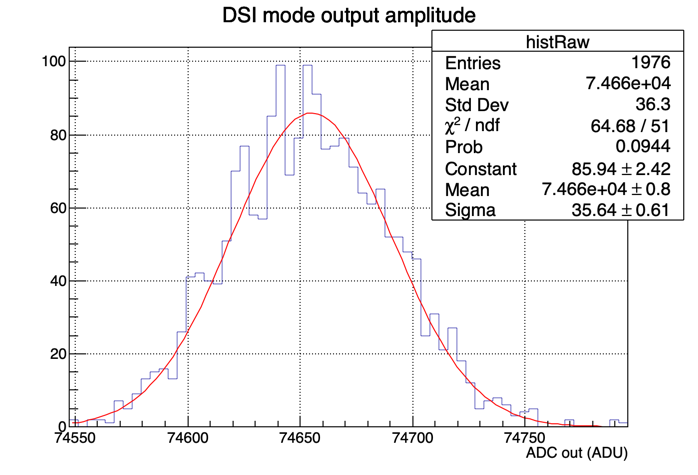 DSI mode output amplitude
histRaw
Entries 1976
Mean 7.466e+04
Std Dev 36.3
χ² / ndf 64.68 / 51
Prob 0.0944
Constant 85.94 ± 2.42
Mean 7.466e+04 ± 0.8
Sigma 35.64 ± 0.61
100
80
60
40
20
0
74550 74600 74650 74700 74750
ADC out (ADU)